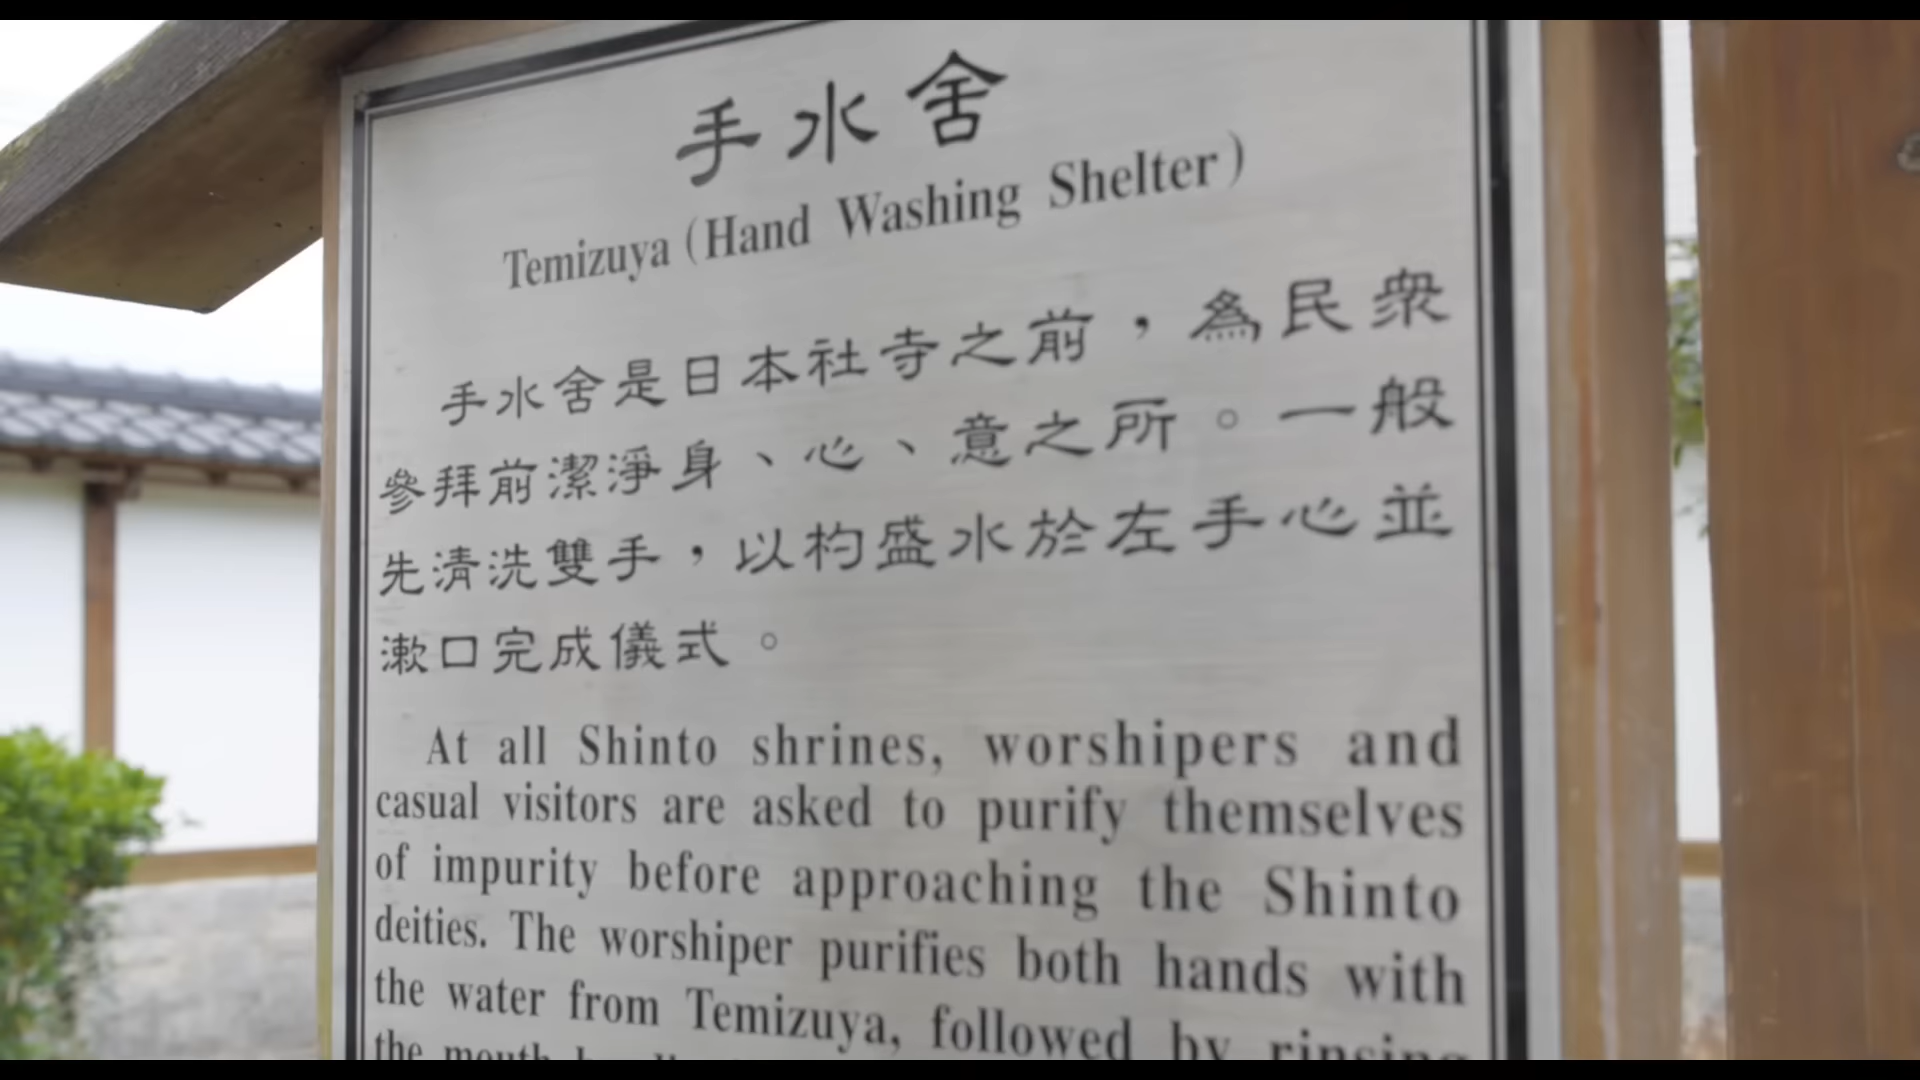 手水舍
Temizuya (Hand Washing Shelter)
手水舍是日本社寺之前，為民眾
參拜前潔淨身、心、意之所。一般
先清洗雙手，以杓盛水於左手心並
漱口完成儀式。
At all Shinto shrines, worshipers and
casual visitors are asked to purify themselves
of impurity before approaching the Shinto
deities. The worshiper purifies both hands with
the water from Temizuya, followed by rinsing
the mouth